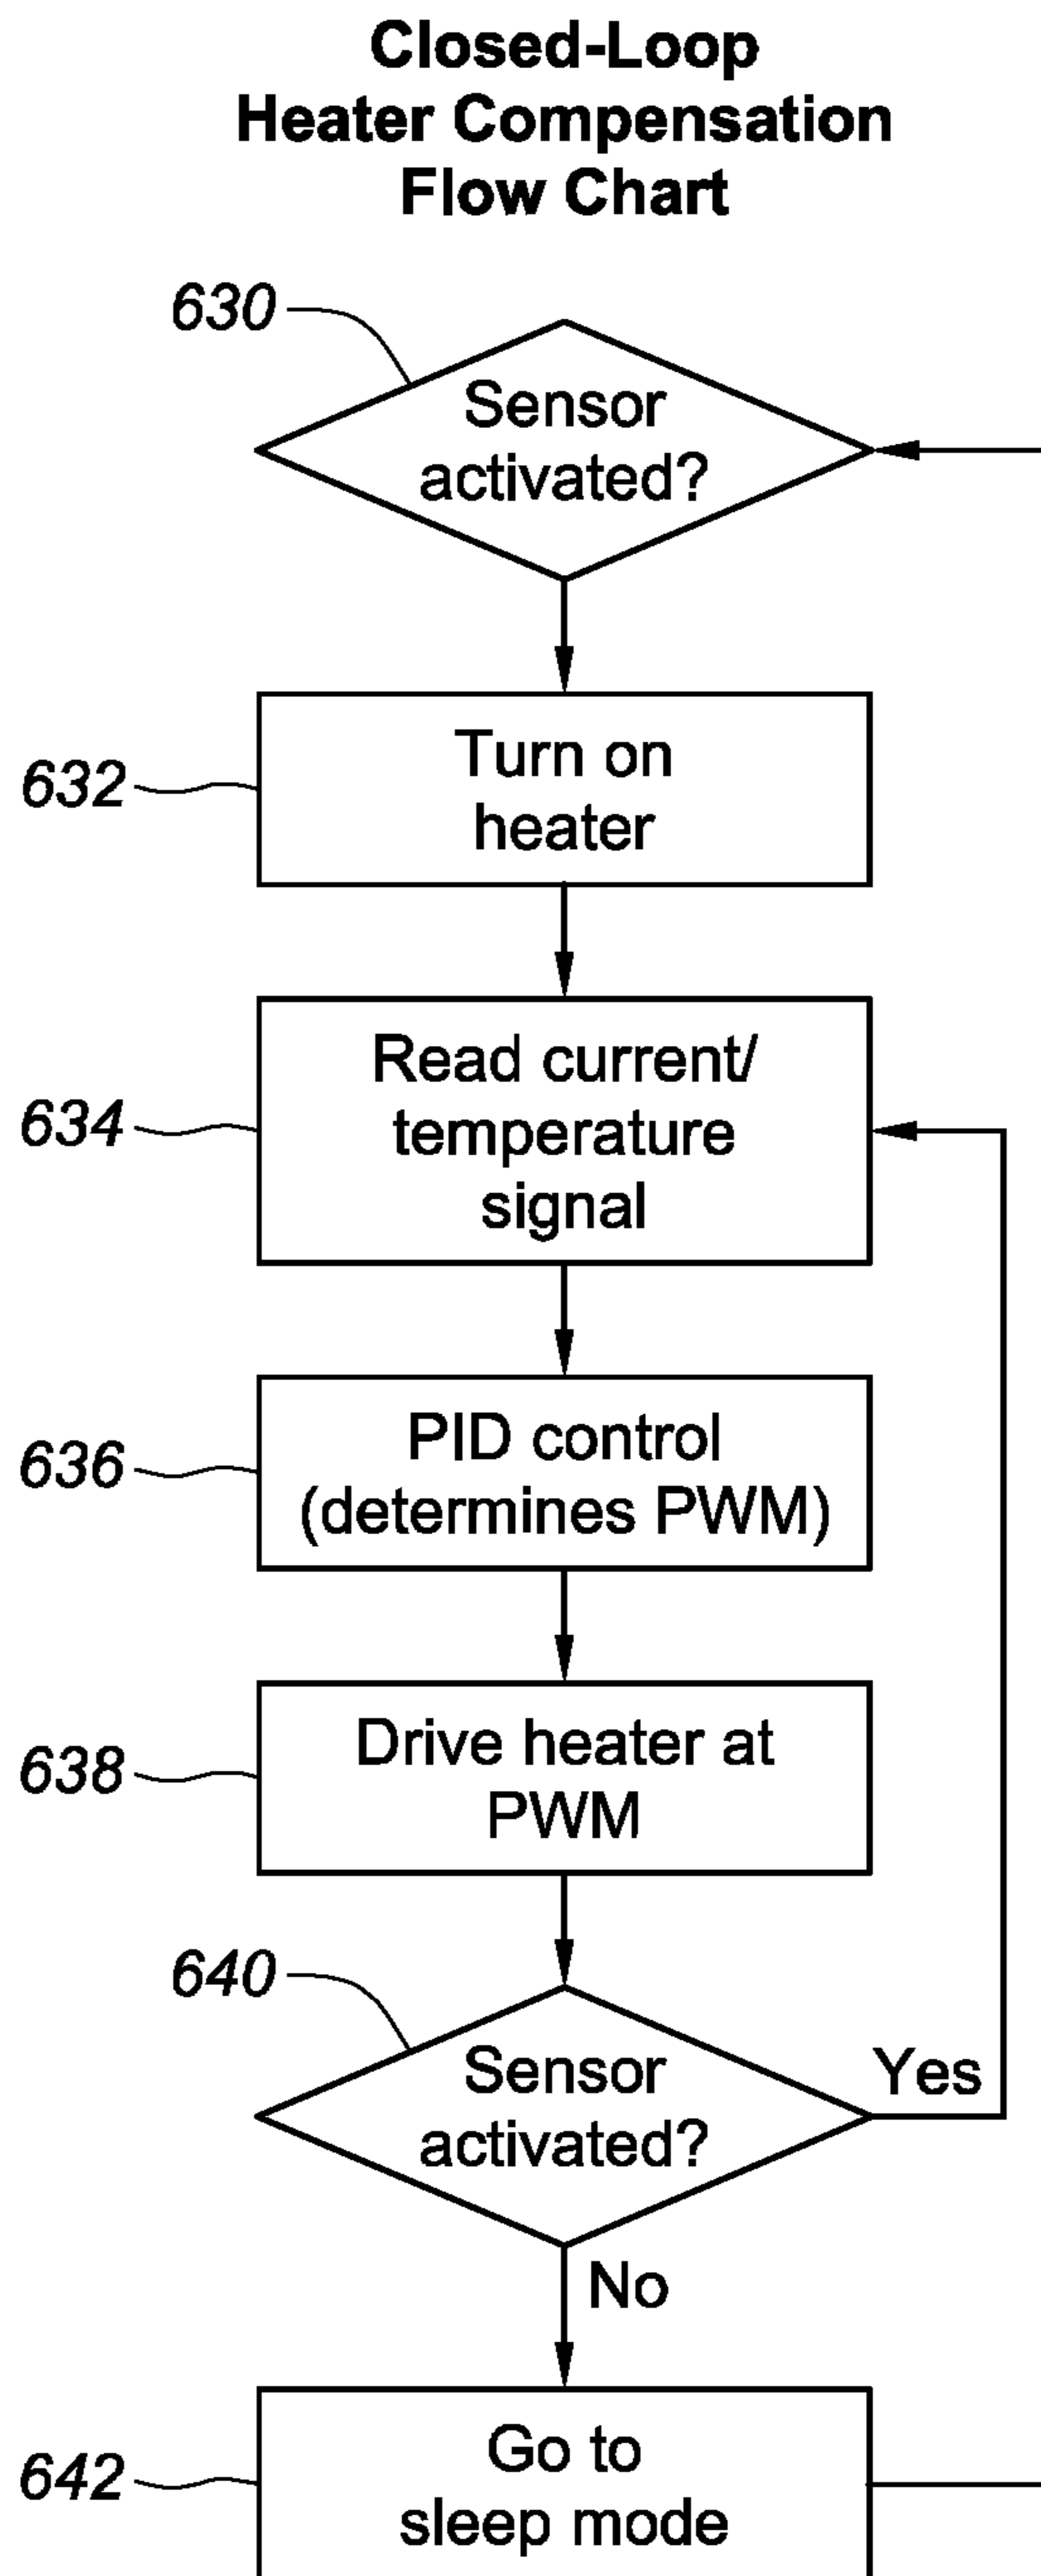 Closed-Loop
Heater Compensation
Flow Chart
630
Sensor
activated?
632
Turn on
heater
634
Read current/
temperature
signal
636
PID control
(determines PWM)
638
Drive heater at
PWM
640
Sensor
activated?
Yes
No
642
Go to
sleep mode